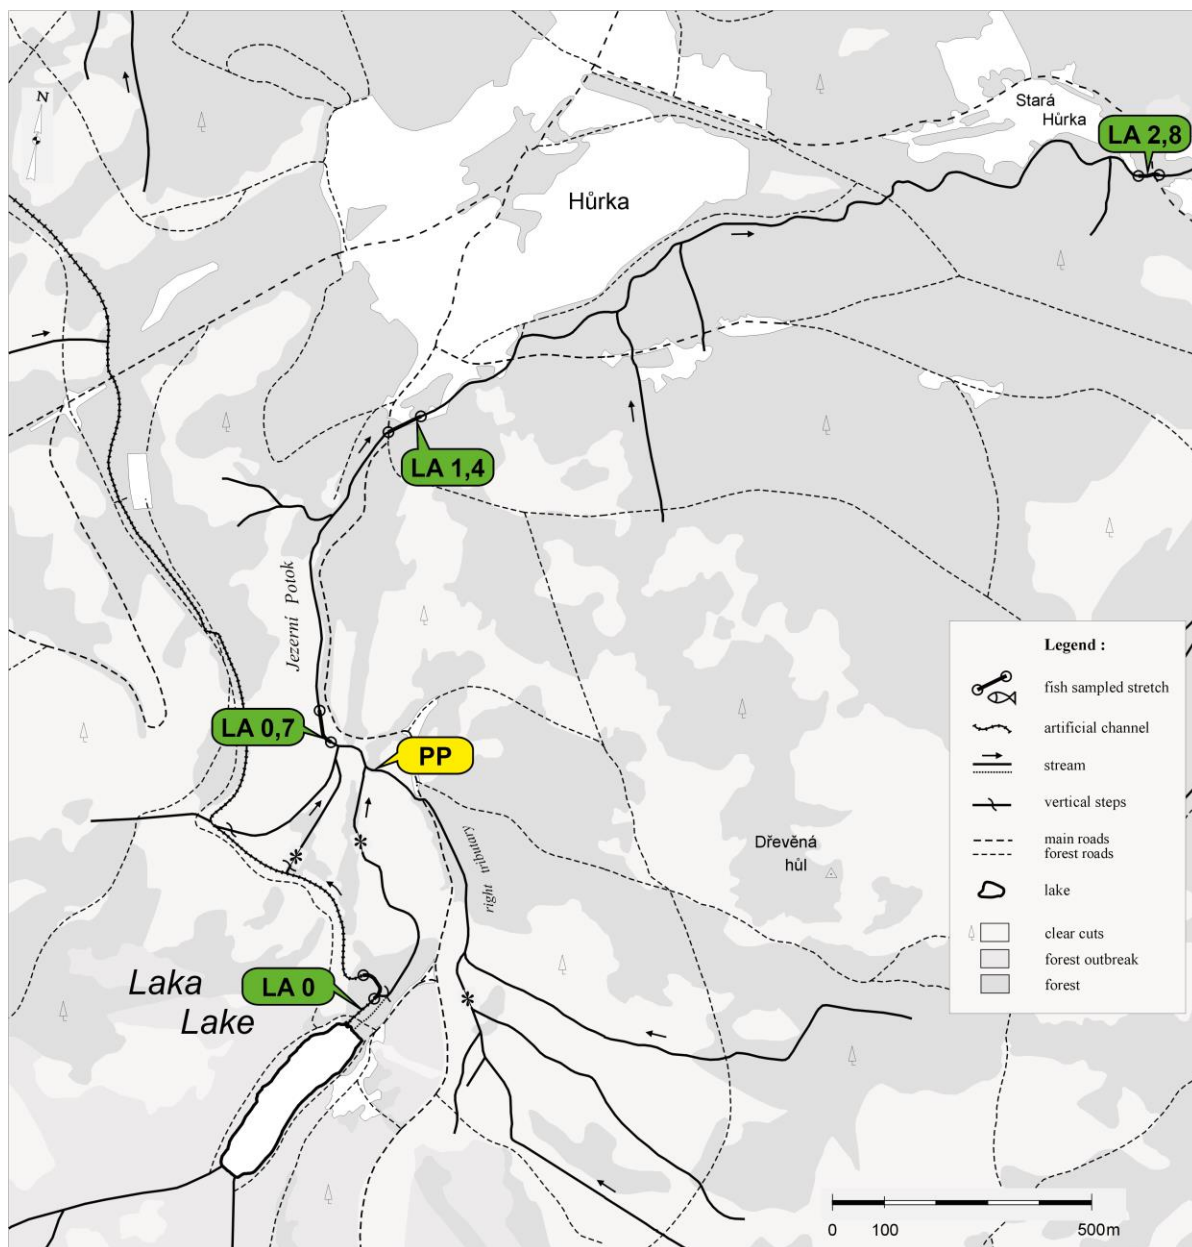 N
Stará
Hůrka
LA 2,8
Hůrka
LA 1,4
Jezerní Potok
LA 0,7
PP
right tributary
Dřevěná
hůl
Laka
Lake
LA 0
Legend :
fish sampled stretch
artificial channel
stream
vertical steps
main roads
forest roads
lake
clear cuts
forest outbreak
forest
0 100 500m